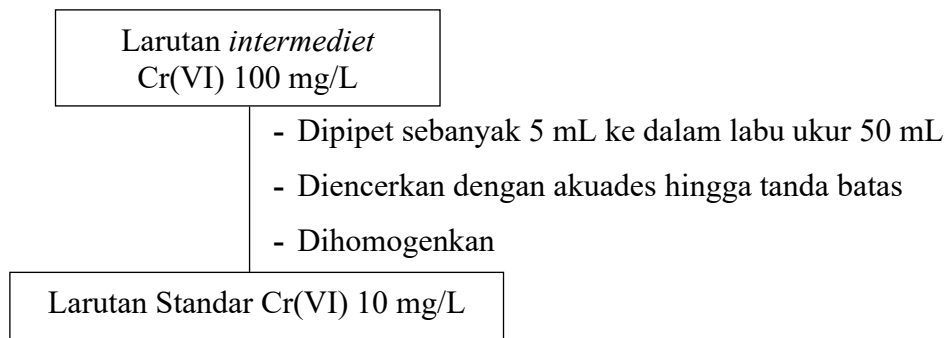 Larutan intermediet
Cr(VI) 100 mg/L
- Dipipet sebanyak 5 mL ke dalam labu ukur 50 mL
- Diencerkan dengan akuades hingga tanda batas
- Dihomogenkan
Larutan Standar Cr(VI) 10 mg/L